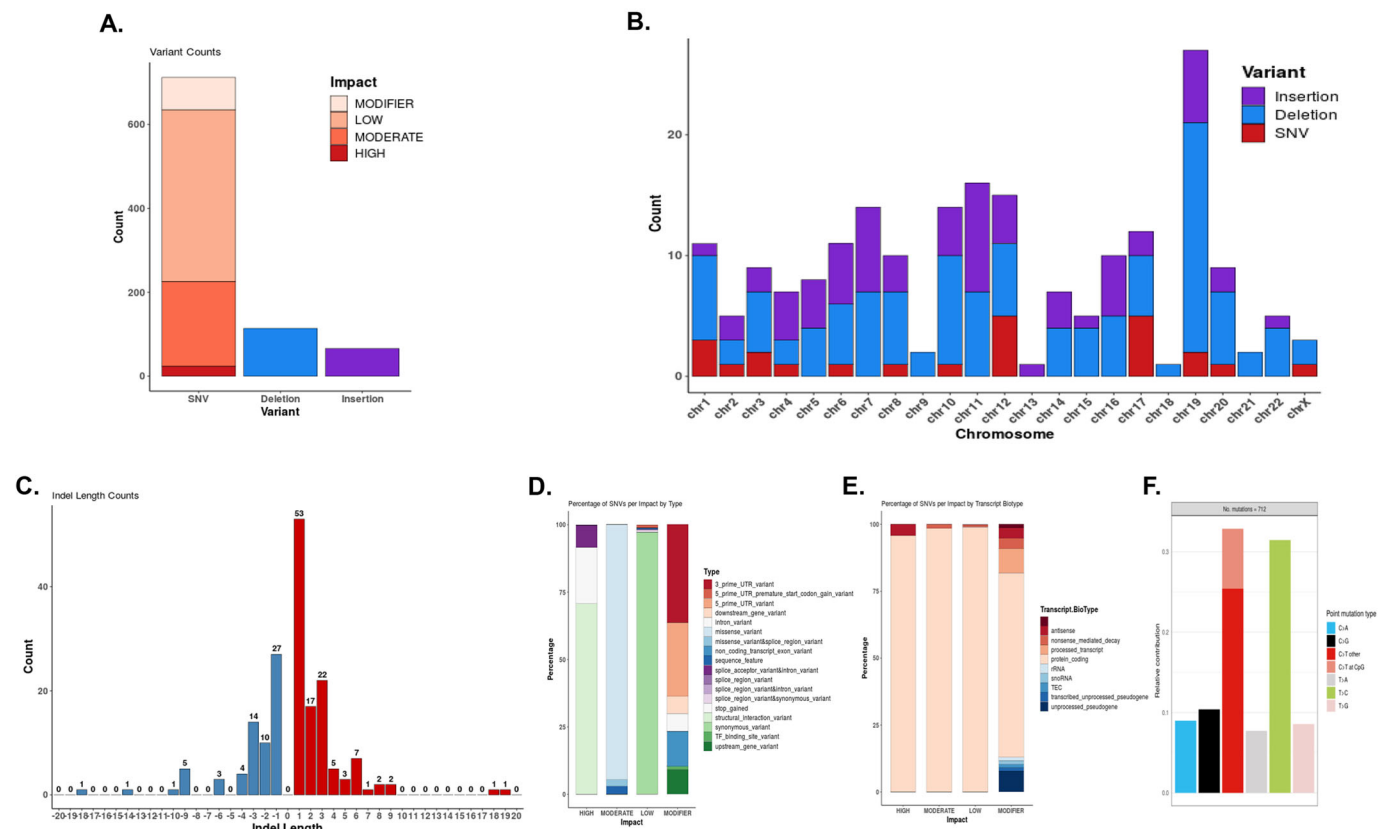 A.
Variant Counts
Count
600
400
200
0
SNV
Deletion
Insertion
Variant
Impact
MODIFIER
LOW
MODERATE
HIGH
B.
Count
20
10
0
chr1
chr2
chr3
chr4
chr5
chr6
chr7
chr8
chr9
chr10
chr11
chr12
chr13
chr14
chr15
chr16
chr17
chr18
chr19
chr20
chr21
chr22
chrX
Chromosome
Variant
Insertion
Deletion
SNV
C.
Indel Length Counts
Count
40
20
0
0 0 1 0 0 0 1 0 0 0 1 5 0 0 3 0 4 14 10 27 0 53 17 22 5 3 7 1 2 2 0 0 0 0 0 0 0 0 1 1 0
-20 -19 -18 -17 -16 -15 -14 -13 -12 -11 -10 -9 -8 -7 -6 -5 -4 -3 -2 -1 0 1 2 3 4 5 6 7 8 9 10 11 12 13 14 15 16 17 18 19 20
Indel Length
D.
Percentage of SNVs per Impact by Type
Percentage
100
75
50
25
0
HIGH
MODERATE
LOW
MODIFIER
Impact
Type
3_prime_UTR_variant
5_prime_UTR_premature_start_codon_gain_variant
5_prime_UTR_variant
downstream_gene_variant
intron_variant
missense_variant
missense_variant&splice_region_variant
non_coding_transcript_exon_variant
sequence_feature
splice_acceptor_variant&intron_variant
splice_region_variant
splice_region_variant&intron_variant
splice_region_variant&synonymous_variant
stop_gained
structural_interaction_variant
synonymous_variant
TF_binding_site_variant
upstream_gene_variant
E.
Percentage of SNVs per Impact by Transcript Biotype
Percentage
100
75
50
25
0
HIGH
MODERATE
LOW
MODIFIER
Impact
Transcript.BioType
antisense
nonsense_mediated_decay
processed_transcript
protein_coding
rRNA
snoRNA
TEC
transcribed_unprocessed_pseudogene
unprocessed_pseudogene
F.
No. mutations = 712
Relative contribution
0.3
0.2
0.1
0.0
Point mutation type
C>A
C>G
C>T other
C>T at CpG
T>A
T>C
T>G